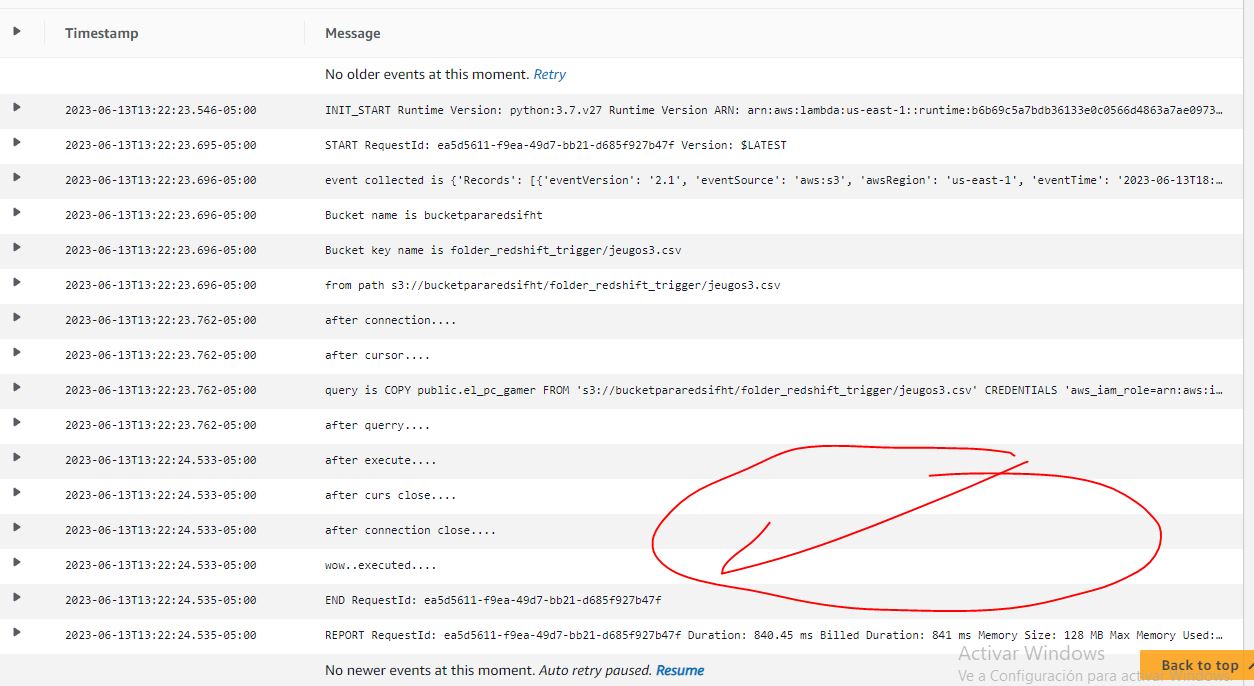 Timestamp Message
No older events at this moment. Retry
2023-06-13T13:22:23.546-05:00 INIT_START Runtime Version: python:3.7.v27 Runtime Version ARN: arn:aws:lambda:us-east-1::runtime:b6b69c5a7bdb36133e0c0566d4863a7ae0973…
2023-06-13T13:22:23.695-05:00 START RequestId: ea5d5611-f9ea-49d7-bb21-d685f927b47f Version: $LATEST
2023-06-13T13:22:23.696-05:00 event collected is {'Records': [{'eventVersion': '2.1', 'eventSource': 'aws:s3', 'awsRegion': 'us-east-1', 'eventTime': '2023-06-13T18:…
2023-06-13T13:22:23.696-05:00 Bucket name is bucketpararedsifht
2023-06-13T13:22:23.696-05:00 Bucket key name is folder_redshift_trigger/jeugos3.csv
2023-06-13T13:22:23.696-05:00 from path s3://bucketpararedsifht/folder_redshift_trigger/jeugos3.csv
2023-06-13T13:22:23.762-05:00 after connection....
2023-06-13T13:22:23.762-05:00 after cursor....
2023-06-13T13:22:23.762-05:00 query is COPY public.el_pc_gamer FROM 's3://bucketpararedsifht/folder_redshift_trigger/jeugos3.csv' CREDENTIALS 'aws_iam_role=arn:aws:i…
2023-06-13T13:22:23.762-05:00 after querry....
2023-06-13T13:22:24.533-05:00 after execute....
2023-06-13T13:22:24.533-05:00 after curs close....
2023-06-13T13:22:24.533-05:00 after connection close....
2023-06-13T13:22:24.533-05:00 wow..executed....
2023-06-13T13:22:24.535-05:00 END RequestId: ea5d5611-f9ea-49d7-bb21-d685f927b47f
2023-06-13T13:22:24.535-05:00 REPORT RequestId: ea5d5611-f9ea-49d7-bb21-d685f927b47f Duration: 840.45 ms Billed Duration: 841 ms Memory Size: 128 MB Max Memory Used:…
No newer events at this moment. Auto retry paused. Resume
Activar Windows
Ve a Configuración para activar Windows.
Back to top